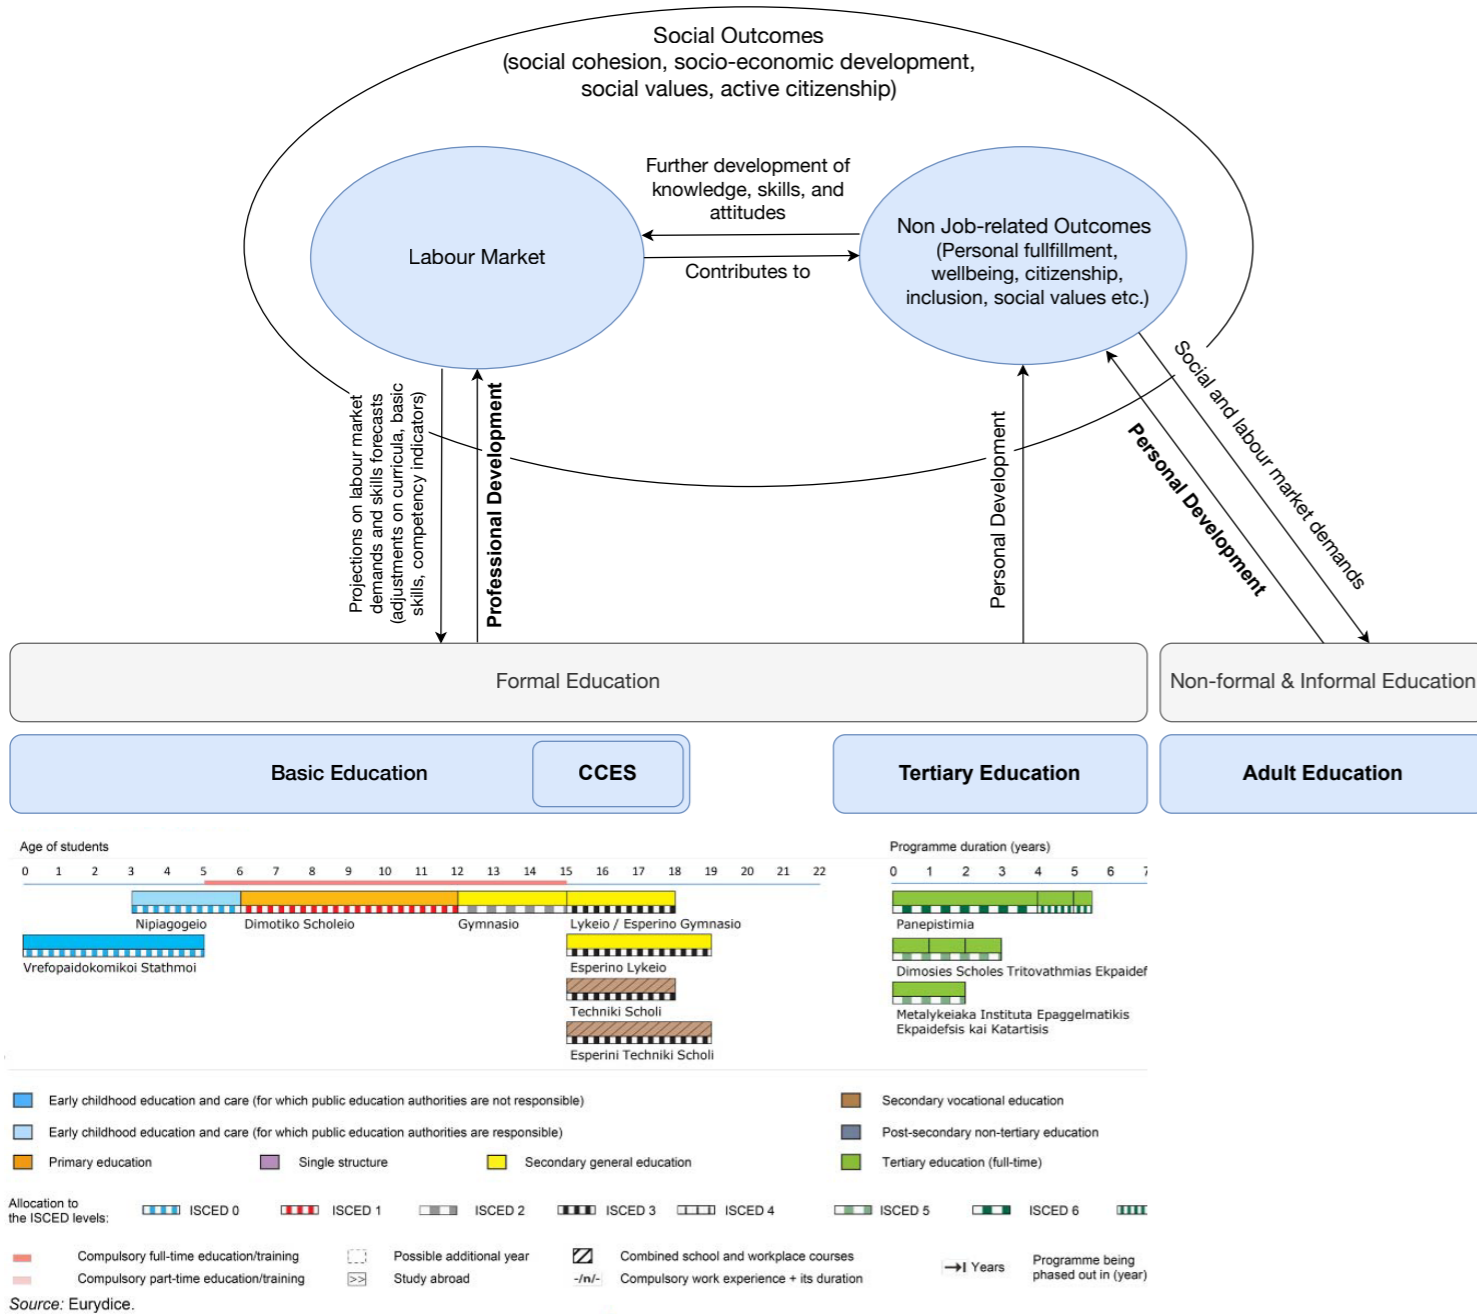 Social Outcomes
(social cohesion, socio-economic development,
social values, active citizenship)
Further development of
knowledge, skills, and
attitudes
Labour Market
Contributes to
Non Job-related Outcomes
(Personal fullfillment,
wellbeing, citizenship,
inclusion, social values etc.)
Projections on labour market
demands and skills forecasts
(adjustments on curricula, basic
skills, competency indicators)
Professional Development
Personal Development
Personal Development
Social and labour market demands
Formal Education
Non-formal & Informal Education
Basic Education
CCES
Tertiary Education
Adult Education
Age of students
0 1 2 3 4 5 6 7 8 9 10 11 12 13 14 15 16 17 18 19 20 21 22
Nipiagogeio
Dimotiko Scholeio
Gymnasio
Lykeio / Esperino Gymnasio
Vrefopaidokomikoi Stathmoi
Esperino Lykeio
Techniki Scholi
Esperini Techniki Scholi
Programme duration (years)
0 1 2 3 4 5 6 7
Panepistimia
Dimosies Scholes Tritovathmias Ekpaidef
Metalykeiaka Instituta Epaggelmatikis
Ekpaidefsis kai Katartisis
Early childhood education and care (for which public education authorities are not responsible)
Secondary vocational education
Early childhood education and care (for which public education authorities are responsible)
Post-secondary non-tertiary education
Primary education
Single structure
Secondary general education
Tertiary education (full-time)
Allocation to
the ISCED levels:
ISCED 0
ISCED 1
ISCED 2
ISCED 3
ISCED 4
ISCED 5
ISCED 6
Compulsory full-time education/training
Possible additional year
Combined school and workplace courses
Compulsory part-time education/training
>> Study abroad
-/n/- Compulsory work experience + its duration
Years
Programme being
phased out in (year)
Source: Eurydice.